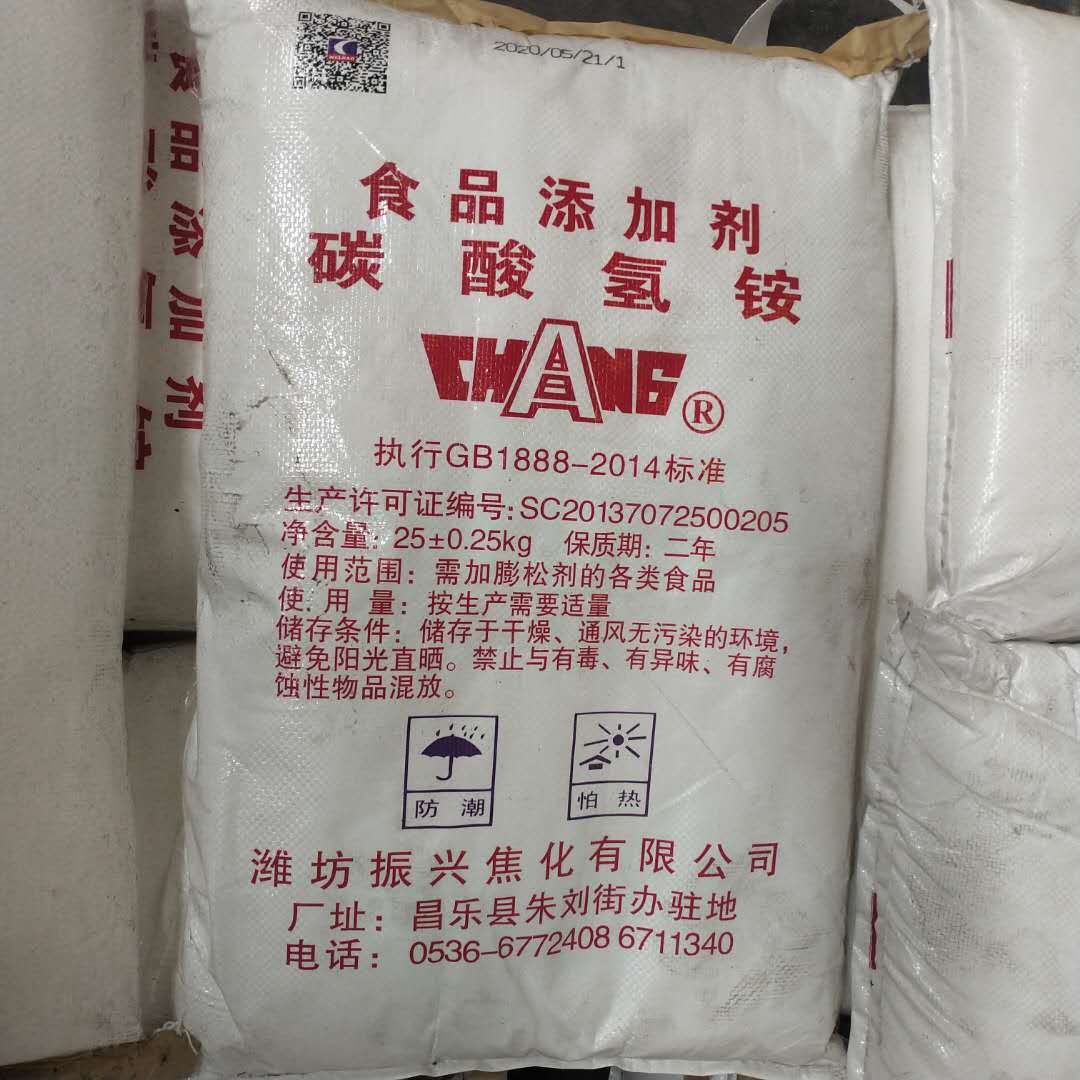 2020/05/21/1
食品添加剂
碳酸氢铵
CHANG®
执行GB1888-2014标准
生产许可证编号:SC20137072500205
净含量: 25±0.25kg 保质期: 二年
使用范围: 需加膨松剂的各类食品
使用量: 按生产需要适量
储存条件: 储存于干燥、通风无污染的环境,
避免阳光直晒。禁止与有毒、有异味、有腐
蚀性物品混放。
防潮
怕热
潍坊振兴焦化有限公司
厂址: 昌乐县朱刘街办驻地
电话: 0536-6772408 6711340
食品添加剂